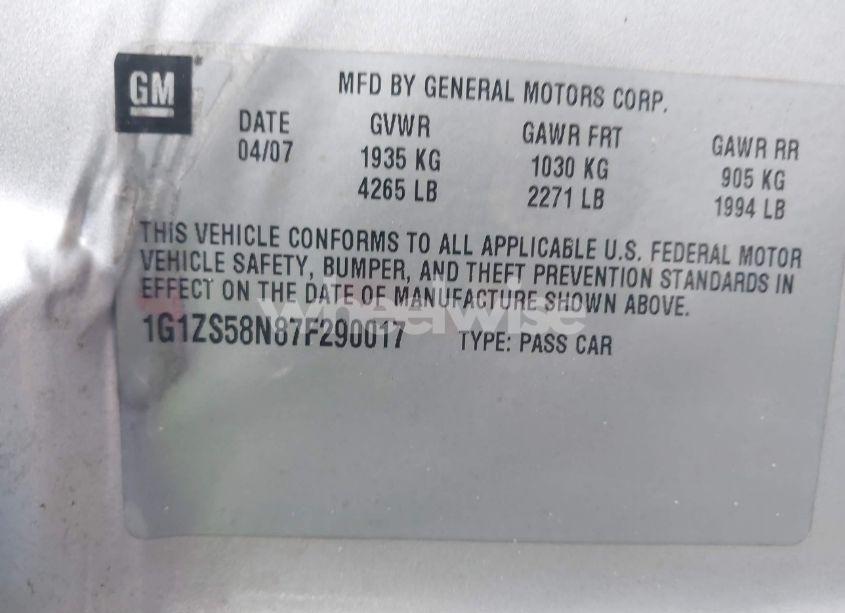 GM
MFD BY GENERAL MOTORS CORP.
DATE GVWR GAWR FRT GAWR RR
04/07 1935 KG 1030 KG 905 KG
4265 LB 2271 LB 1994 LB
THIS VEHICLE CONFORMS TO ALL APPLICABLE U.S. FEDERAL MOTOR
VEHICLE SAFETY, BUMPER, AND THEFT PREVENTION STANDARDS IN
EFFECT ON THE DATE OF MANUFACTURE SHOWN ABOVE.
1G1ZS58N87F290017 TYPE: PASS CAR
wheelwise